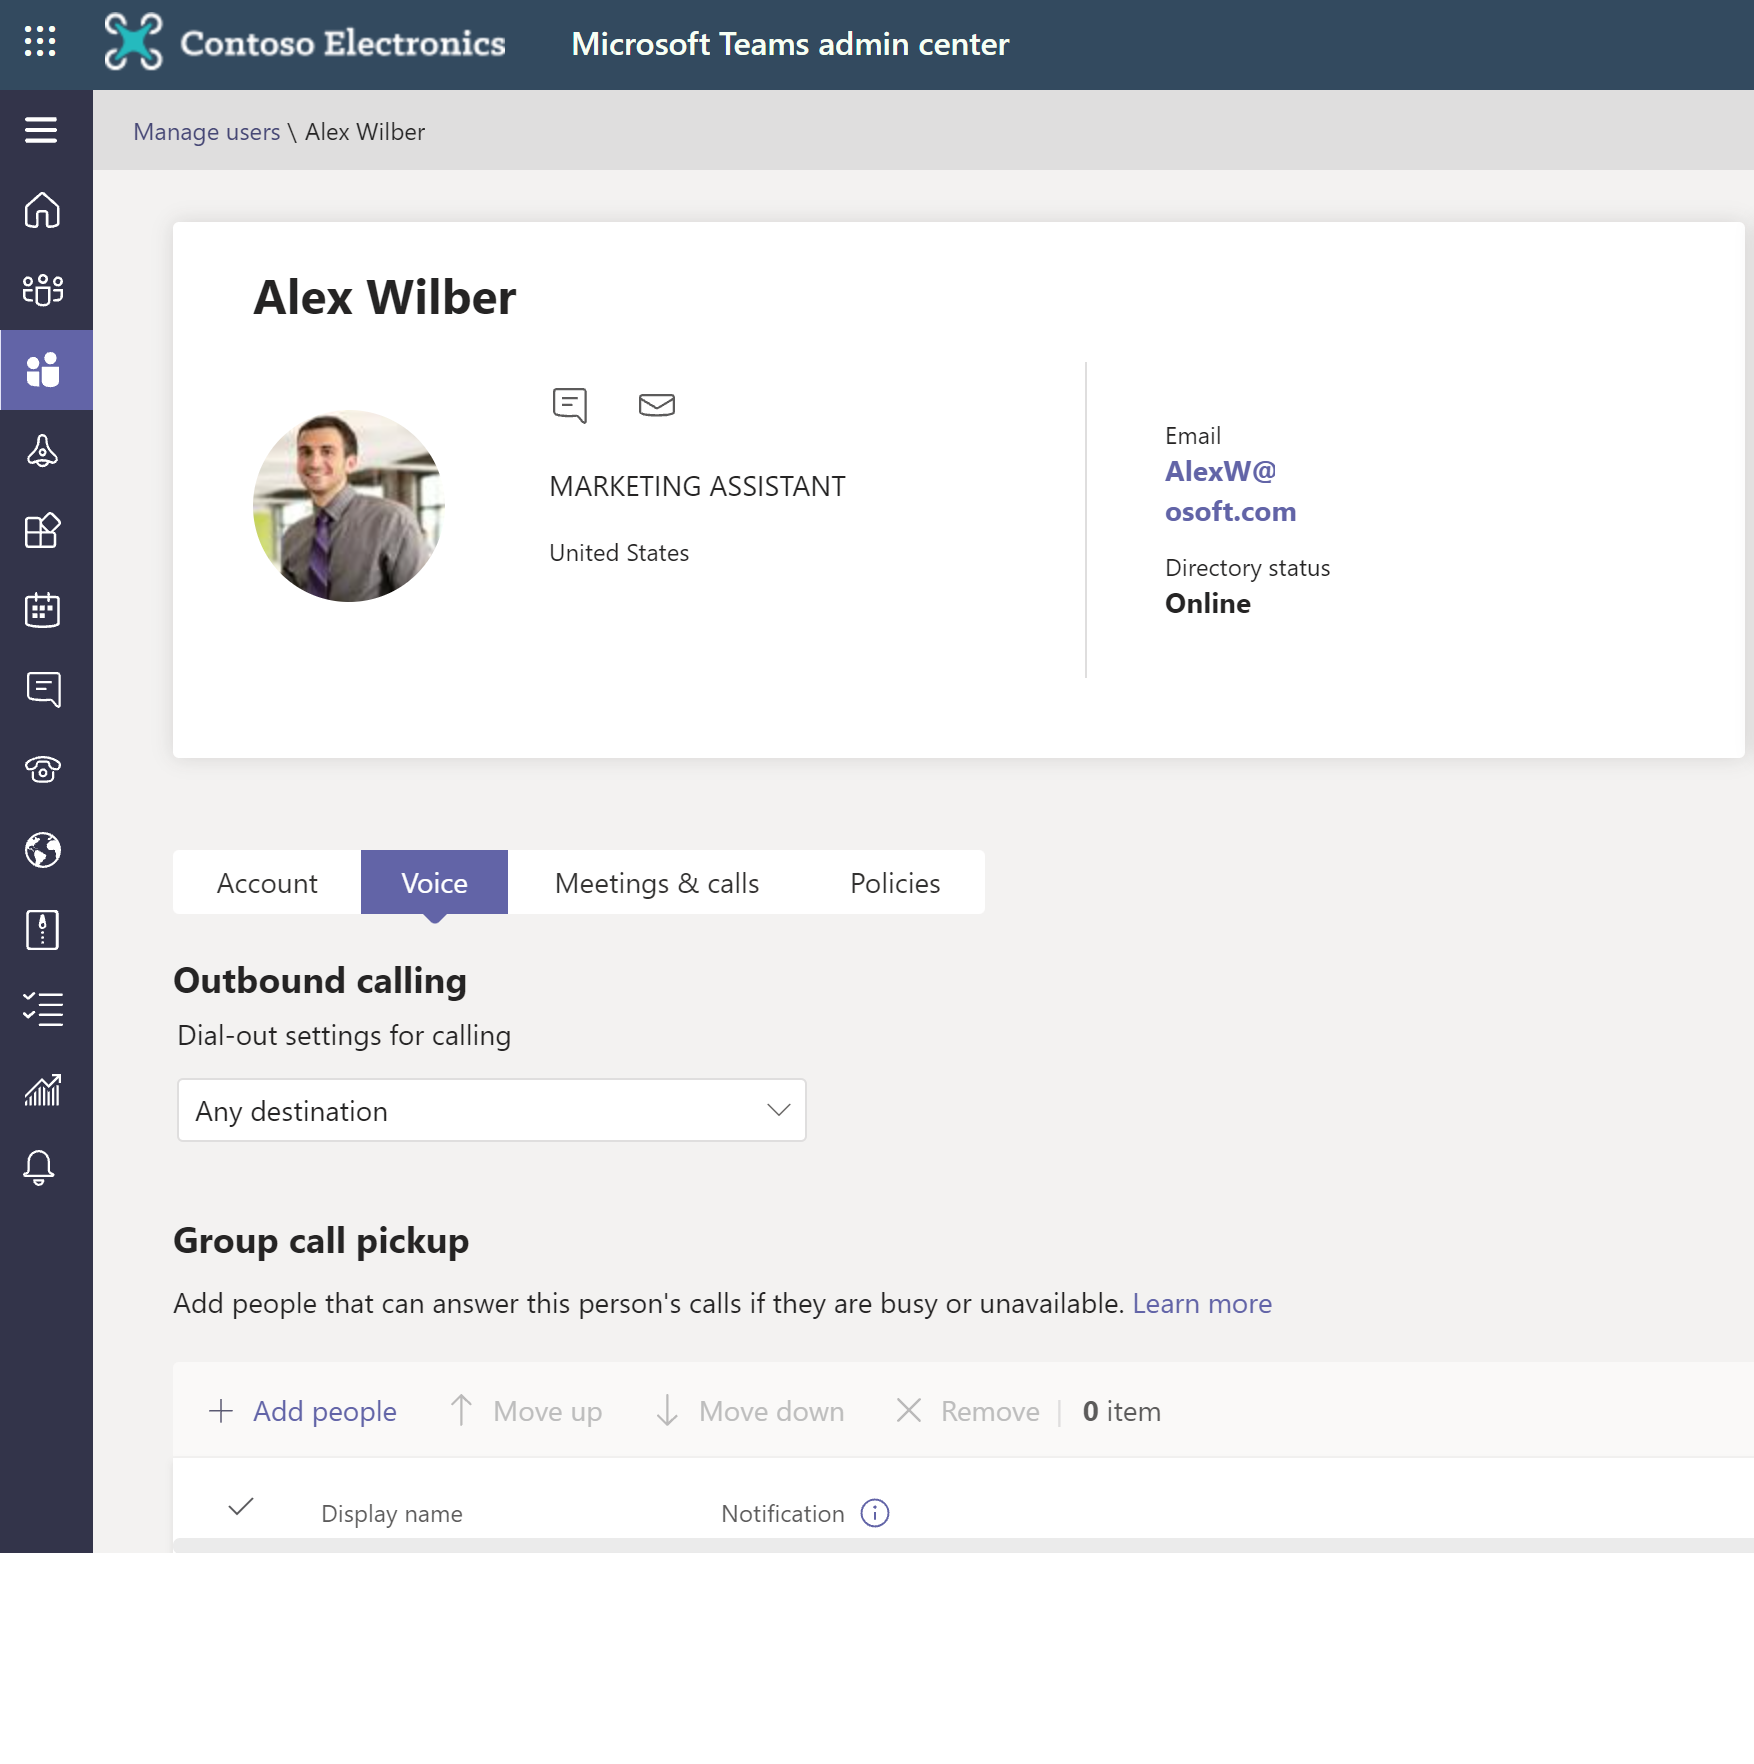 Contoso Electronics Microsoft Teams admin center
Manage users \ Alex Wilber
Alex Wilber
MARKETING ASSISTANT
United States
Email
AlexW@
osoft.com
Directory status
Online
Account Voice Meetings & calls Policies
Outbound calling
Dial-out settings for calling
Any destination
Group call pickup
Add people that can answer this person's calls if they are busy or unavailable. Learn more
Add people Move up Move down Remove | 0 item
Display name Notification